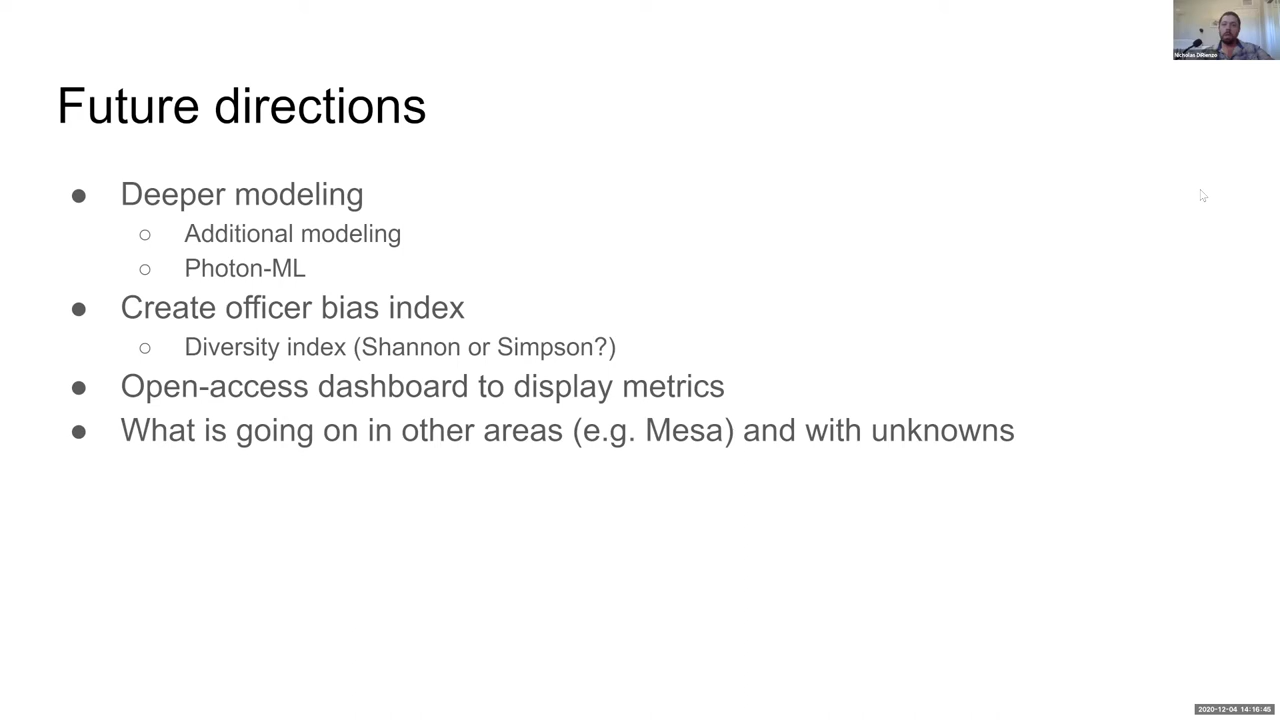 Nicholas DiRienzo
Future directions
● Deeper modeling
○ Additional modeling
○ Photon-ML
● Create officer bias index
○ Diversity index (Shannon or Simpson?)
● Open-access dashboard to display metrics
● What is going on in other areas (e.g. Mesa) and with unknowns
2020-12-04 14:16:45